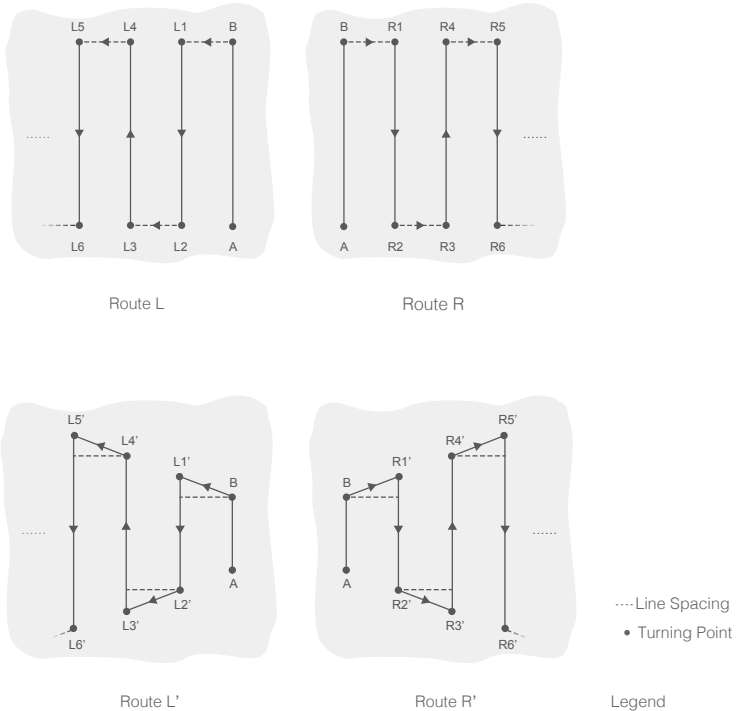 L5 L4 L1 B
L6 L3 L2 A
Route L
B R1 R4 R5
A R2 R3 R6
Route R
L5’
L4’
L1’
B
A
L2’
L3’
L6’
Route L’
R5’
R4’
R1’
B
A
R2’
R3’
R6’
Route R’
Line Spacing
Turning Point
Legend